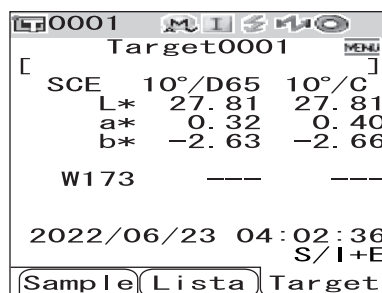 0001 M I
Target0001 MENU
[ ]
SCE 10°/D65 10°/C
L* 27.81 27.81
a* 0.32 0.40
b* −2.63 −2.66
W173 --- ---
2022/06/23 04:02:36
S/I+E
Sample Lista Target